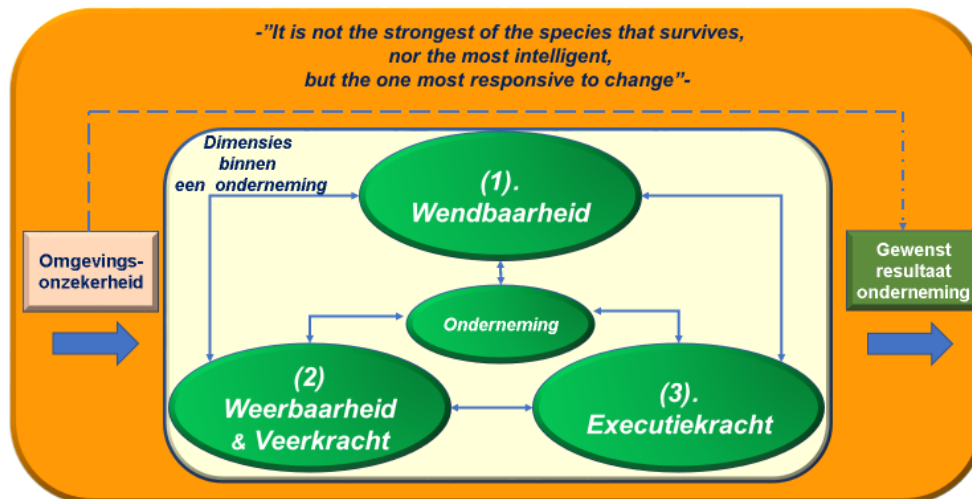 -”It is not the strongest of the species that survives,
nor the most intelligent,
but the one most responsive to change”-
Dimensies
binnen
een onderneming
(1).
Wendbaarheid
Omgevings-
onzekerheid
Gewenst
resultaat
onderneming
Onderneming
(2)
Weerbaarheid
& Veerkracht
(3).
Executiekracht